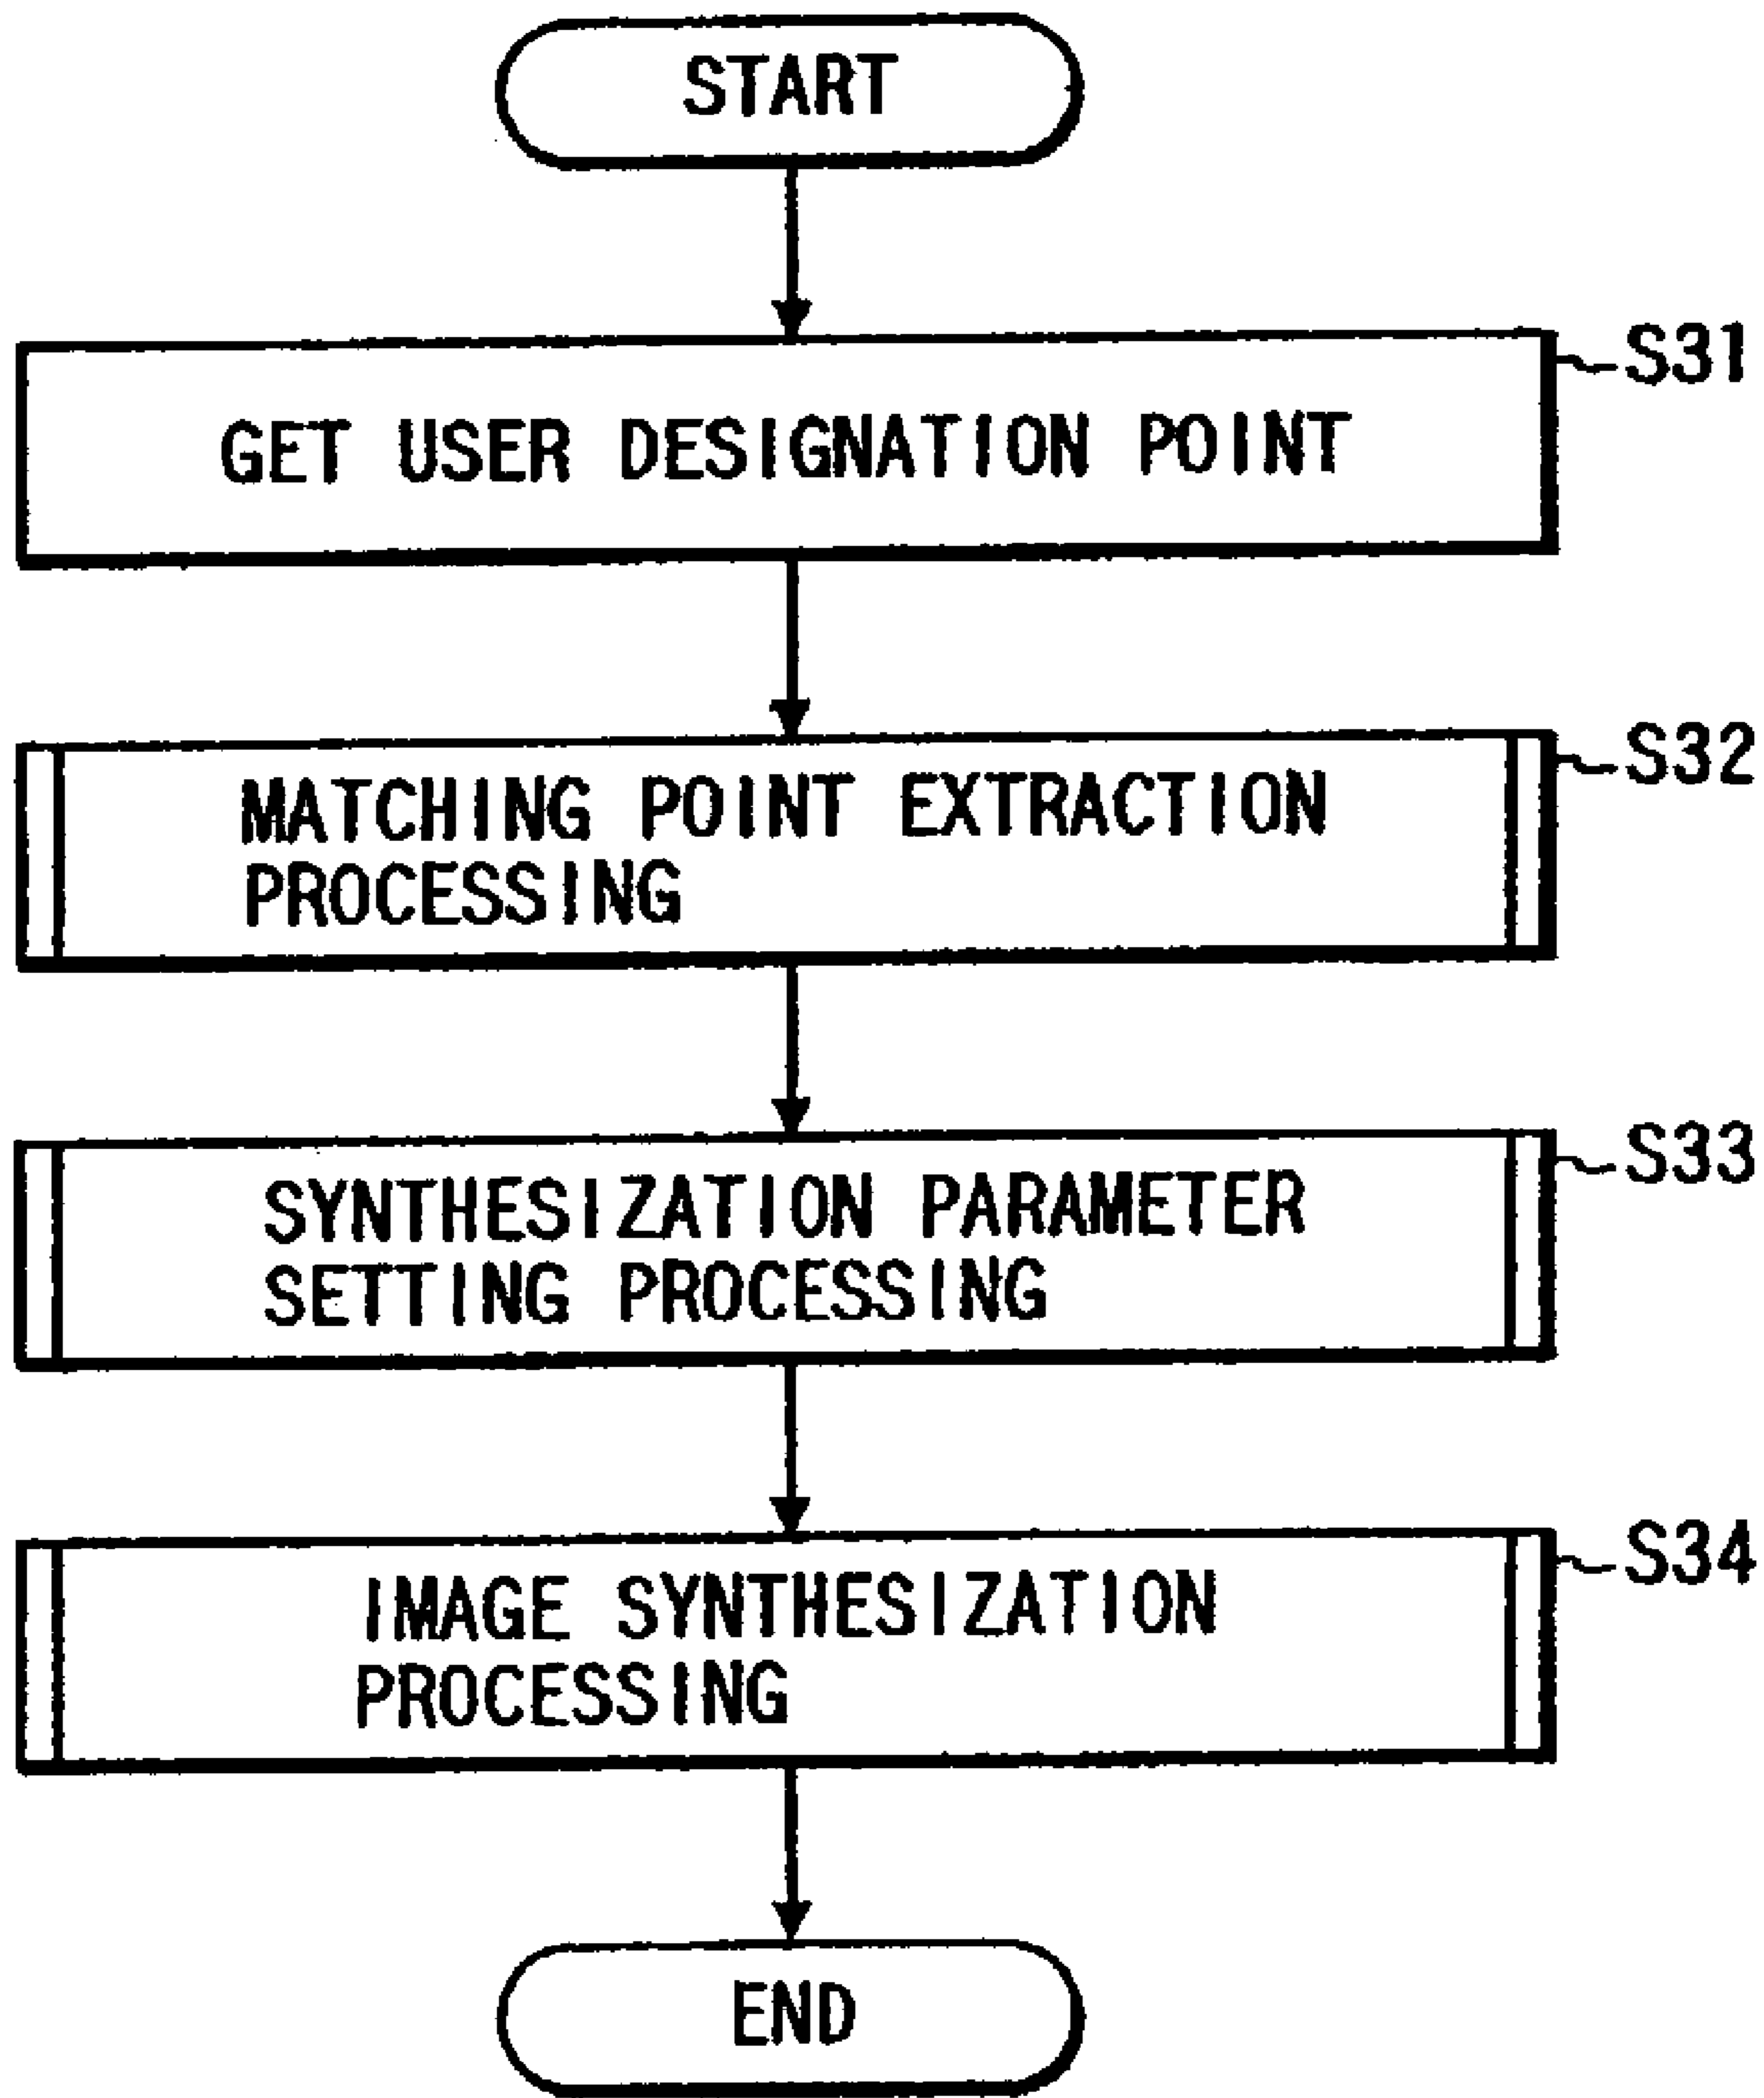 START
S31
GET USER DESIGNATION POINT
S32
MATCHING POINT EXTRACTION
PROCESSING
S33
SYNTHESIZATION PARAMETER
SETTING PROCESSING
S34
IMAGE SYNTHESIZATION
PROCESSING
END